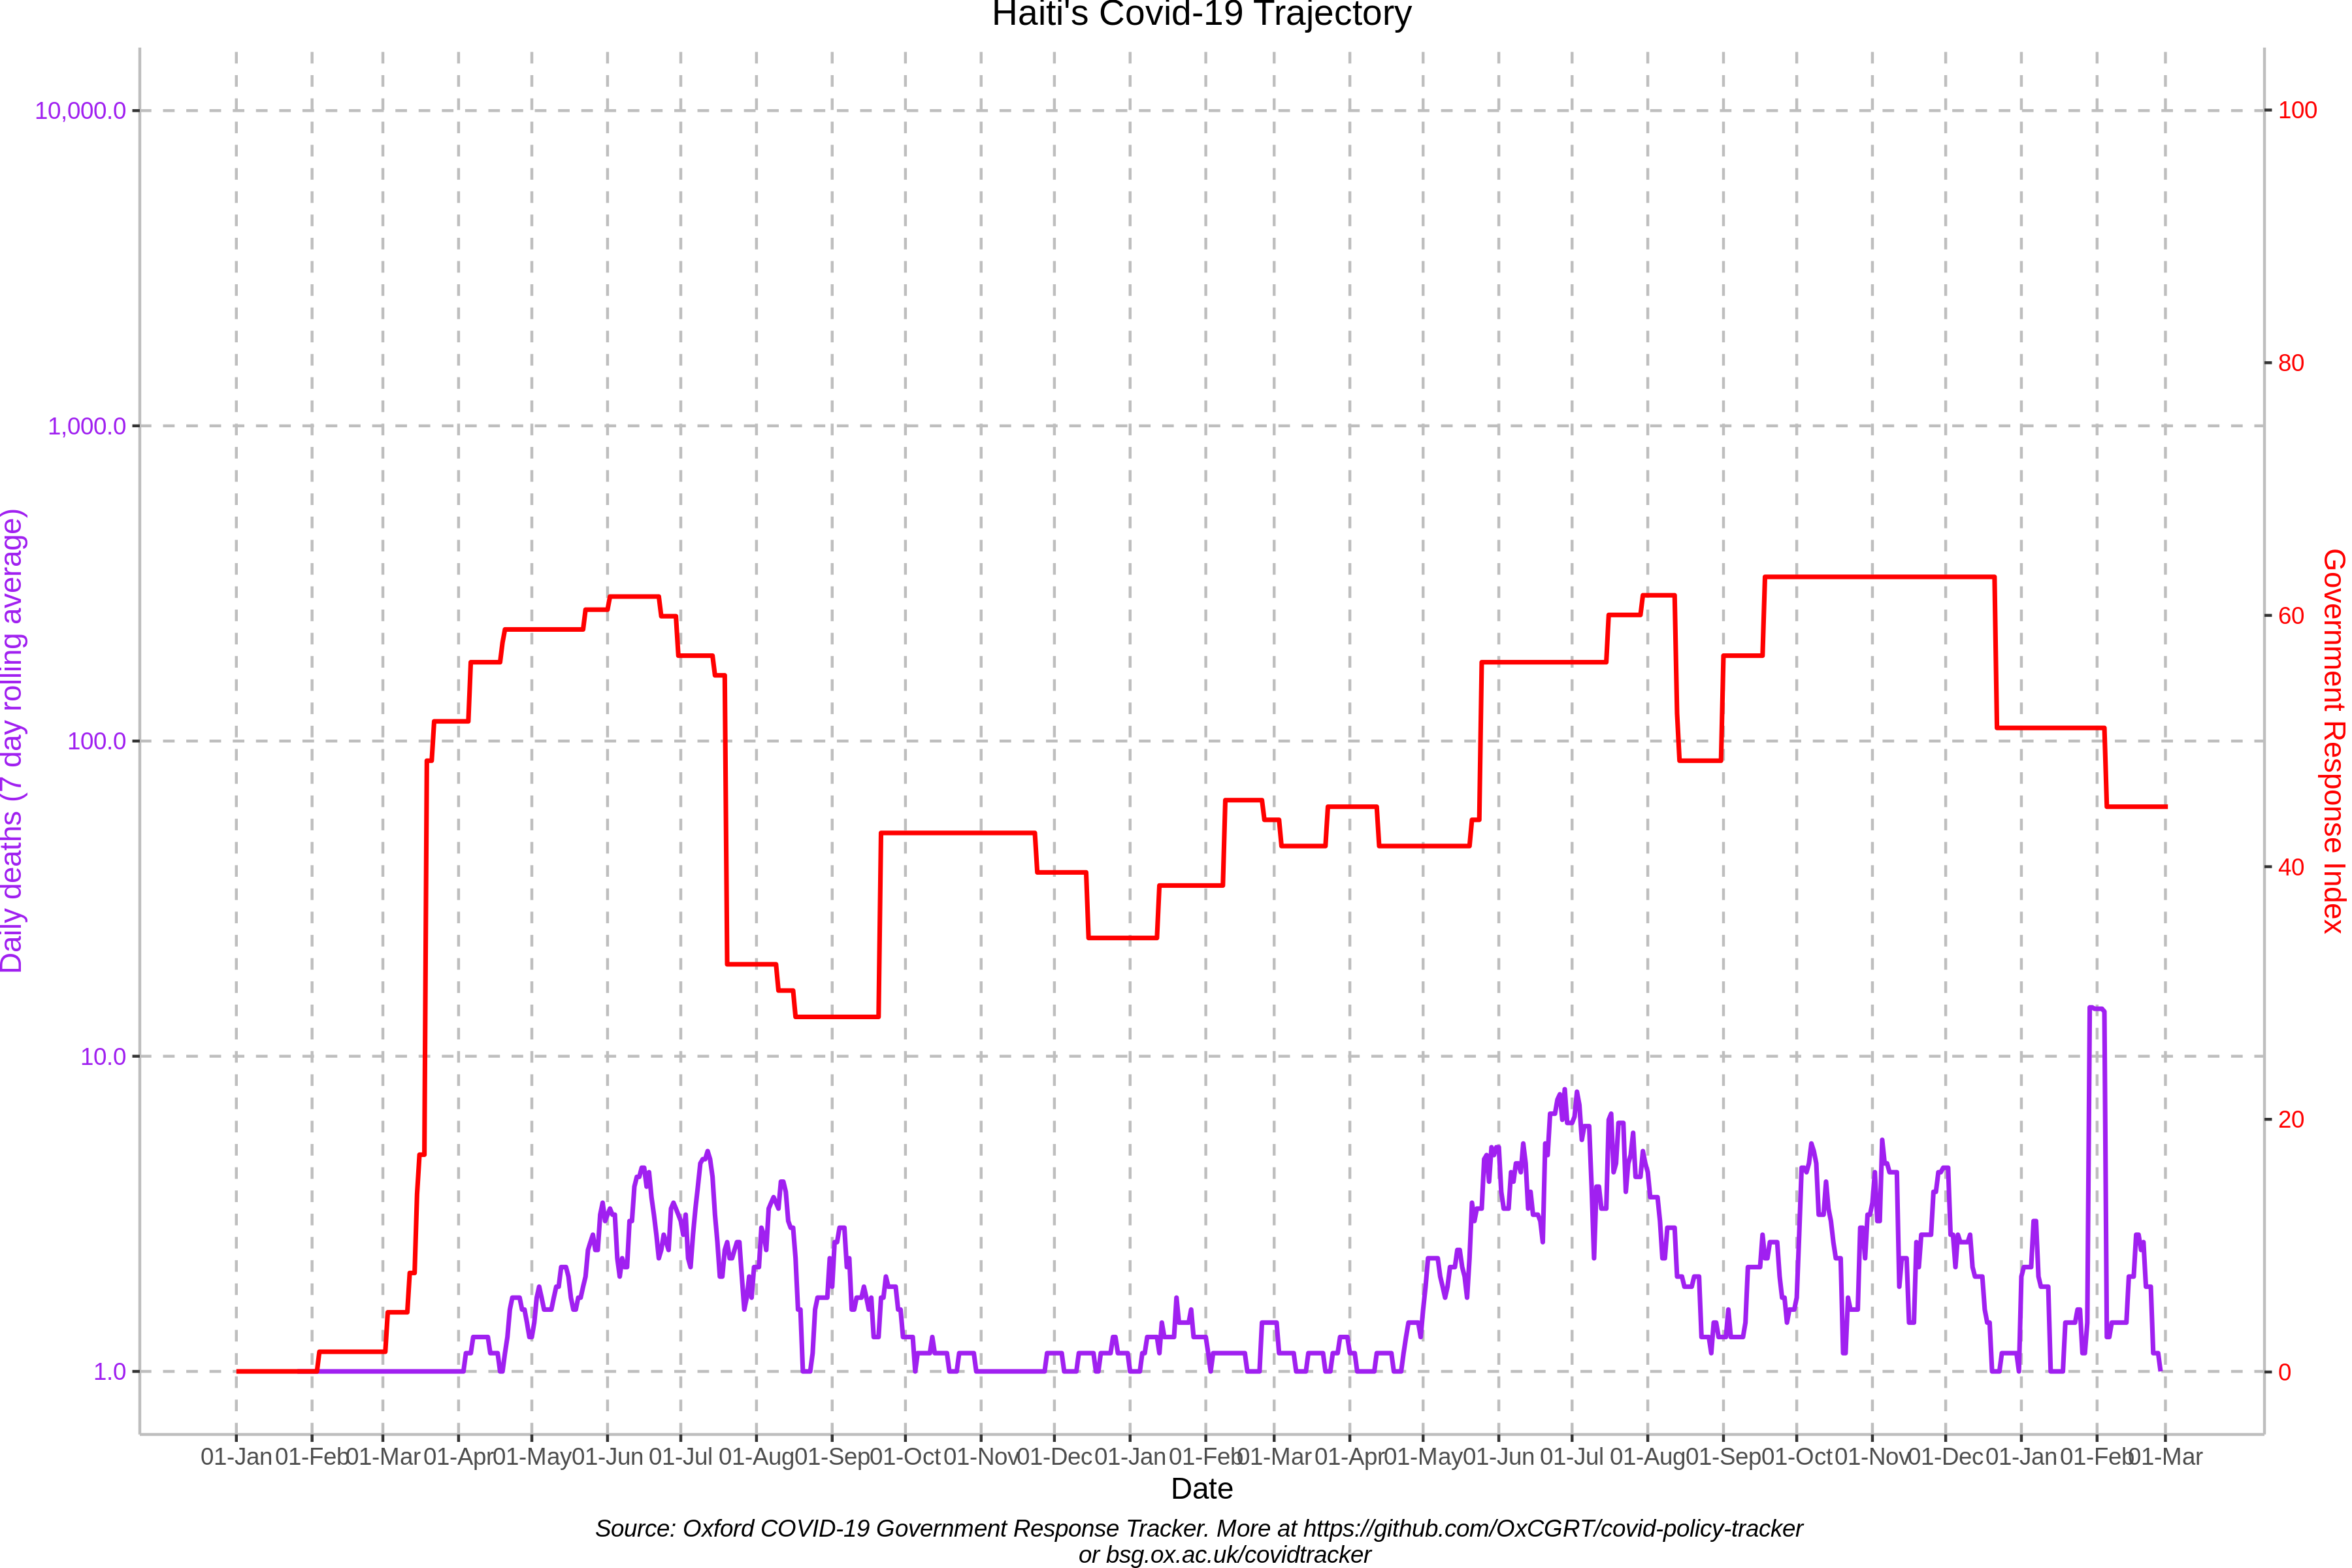 Haiti's Covid-19 Trajectory
10,000.0
1,000.0
100.0
10.0
1.0
Daily deaths (7 day rolling average)
100
80
60
40
20
0
Government Response Index
01-Jan 01-Feb 01-Mar 01-Apr 01-May 01-Jun 01-Jul 01-Aug 01-Sep 01-Oct 01-Nov 01-Dec 01-Jan 01-Feb 01-Mar 01-Apr 01-May 01-Jun 01-Jul 01-Aug 01-Sep 01-Oct 01-Nov 01-Dec 01-Jan 01-Feb 01-Mar
Date
Source: Oxford COVID-19 Government Response Tracker. More at https://github.com/OxCGRT/covid-policy-tracker
or bsg.ox.ac.uk/covidtracker